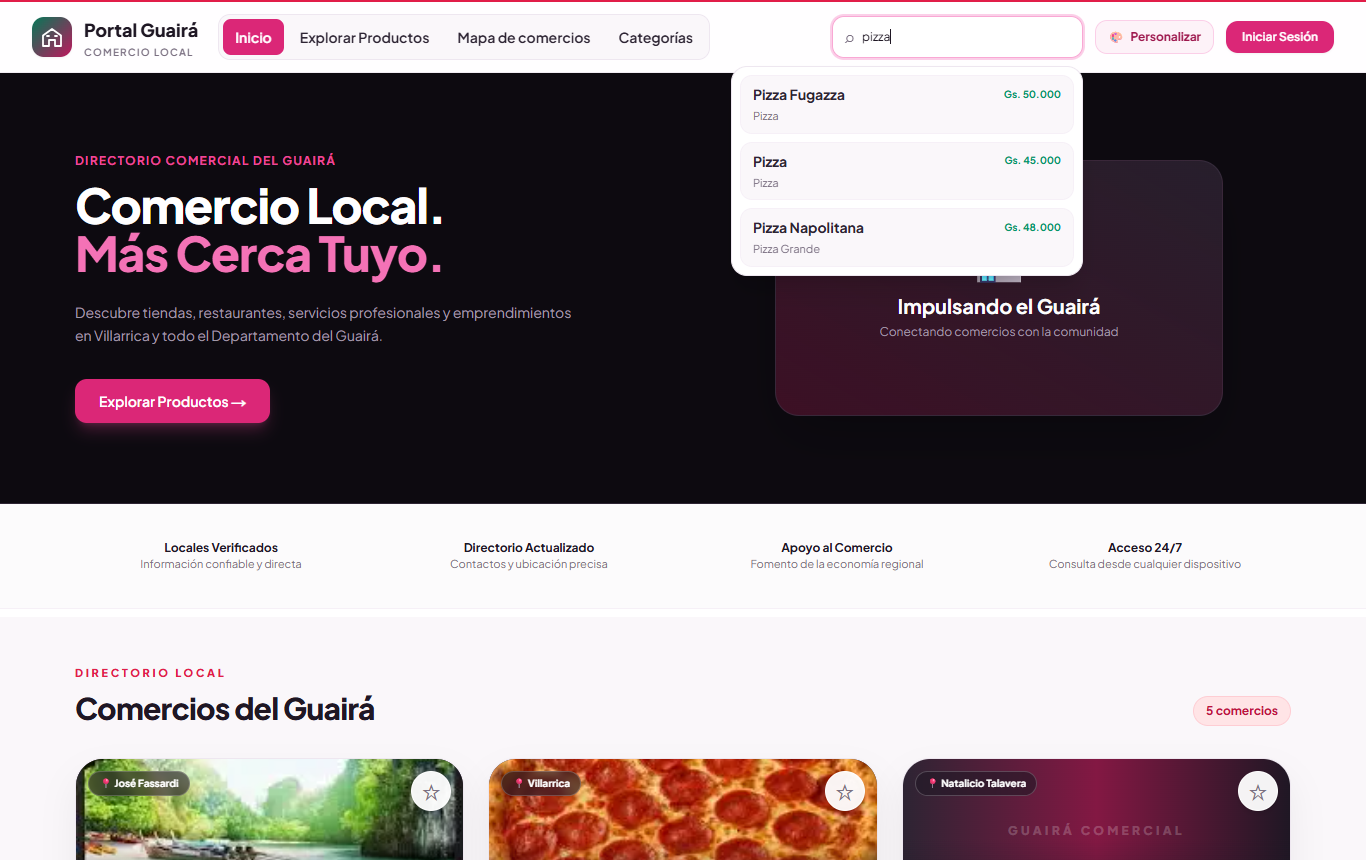 Portal Guairá
COMERCIO LOCAL
Inicio
Explorar Productos
Mapa de comercios
Categorías
pizza
Personalizar
Iniciar Sesión
Pizza Fugazza
Gs. 50.000
Pizza
Pizza
Gs. 45.000
Pizza
Pizza Napolitana
Gs. 48.000
Pizza Grande
DIRECTORIO COMERCIAL DEL GUAIRÁ
Comercio Local.
Más Cerca Tuyo.
Descubre tiendas, restaurantes, servicios profesionales y emprendimientos
en Villarrica y todo el Departamento del Guairá.
Explorar Productos →
Impulsando el Guairá
Conectando comercios con la comunidad
Locales Verificados
Información confiable y directa
Directorio Actualizado
Contactos y ubicación precisa
Apoyo al Comercio
Fomento de la economía regional
Acceso 24/7
Consulta desde cualquier dispositivo
DIRECTORIO LOCAL
Comercios del Guairá
5 comercios
José Fassardi
Villarrica
Natalicio Talavera
GUAIRÁ COMERCIAL